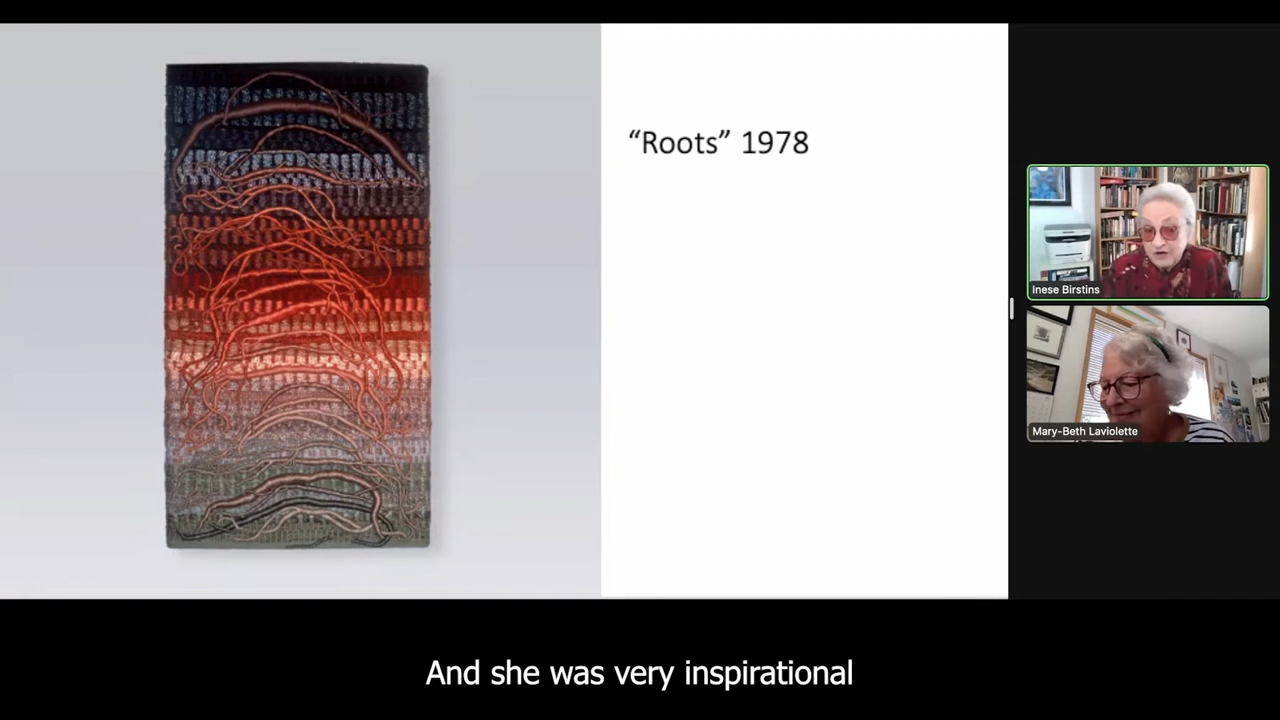 “Roots” 1978
Inese Birstins
Mary-Beth Laviolette
And she was very inspirational